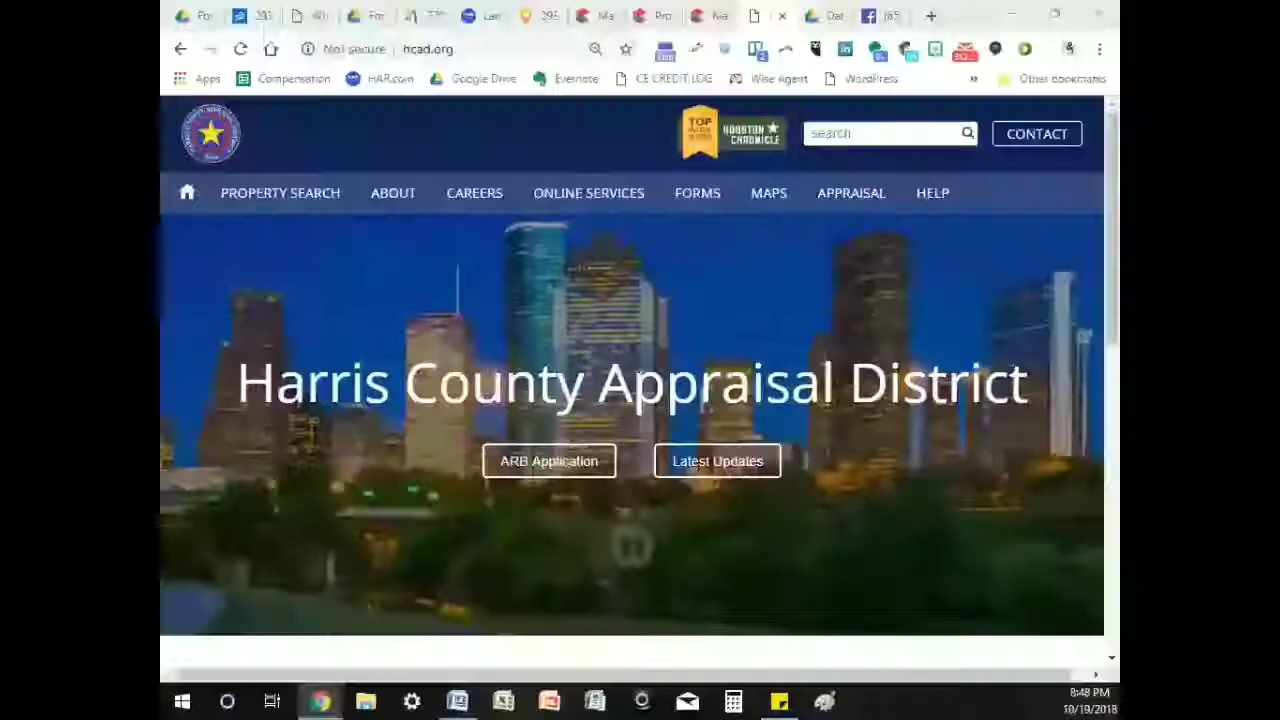 Not secure | hcad.org
Apps Compensation HAR.com Google Drive Evernote CE CREDIT LOG Wise Agent WordPress » Other bookmarks
TOP
HOUSTON
CHRONICLE
search
CONTACT
PROPERTY SEARCH ABOUT CAREERS ONLINE SERVICES FORMS MAPS APPRAISAL HELP
Harris County Appraisal District
ARB Application Latest Updates
8:48 PM
10/19/2018